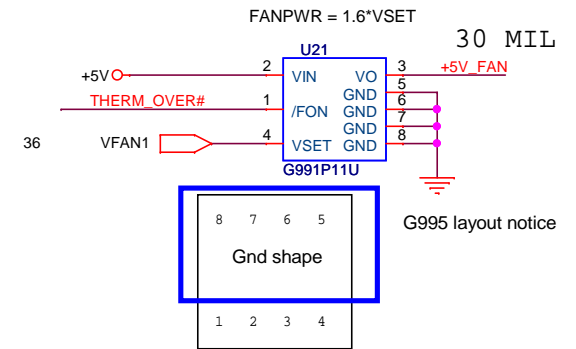 FANPWR = 1.6*VSET
30 MIL
U21
+5V 2 VIN VO 3 +5V_FAN
GND 5
THERM_OVER# 1 /FON GND 6
GND 7
36 VFAN1 4 VSET GND 8
G991P11U
G995 layout notice
8 7 6 5
Gnd shape
1 2 3 4